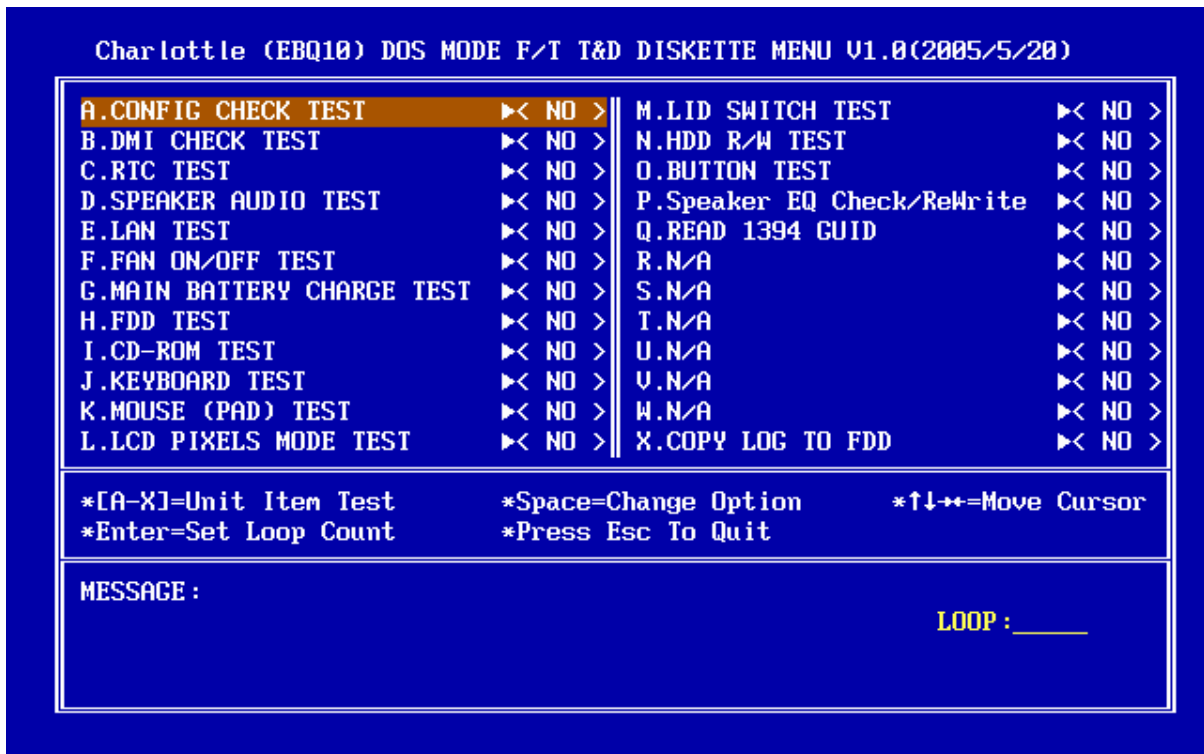 Charlottle (EBQ10) DOS MODE F/T T&D DISKETTE MENU V1.0(2005/5/20)
A.CONFIG CHECK TEST ►< NO >
B.DMI CHECK TEST ►< NO >
C.RTC TEST ►< NO >
D.SPEAKER AUDIO TEST ►< NO >
E.LAN TEST ►< NO >
F.FAN ON/OFF TEST ►< NO >
G.MAIN BATTERY CHARGE TEST ►< NO >
H.FDD TEST ►< NO >
I.CD-ROM TEST ►< NO >
J.KEYBOARD TEST ►< NO >
K.MOUSE (PAD) TEST ►< NO >
L.LCD PIXELS MODE TEST ►< NO >
M.LID SWITCH TEST ►< NO >
N.HDD R/W TEST ►< NO >
O.BUTTON TEST ►< NO >
P.Speaker EQ Check/ReWrite ►< NO >
Q.READ 1394 GUID ►< NO >
R.N/A ►< NO >
S.N/A ►< NO >
T.N/A ►< NO >
U.N/A ►< NO >
V.N/A ►< NO >
W.N/A ►< NO >
X.COPY LOG TO FDD ►< NO >
*[A-X]=Unit Item Test *Space=Change Option *↑↓→←=Move Cursor
*Enter=Set Loop Count *Press Esc To Quit
MESSAGE:
LOOP:______